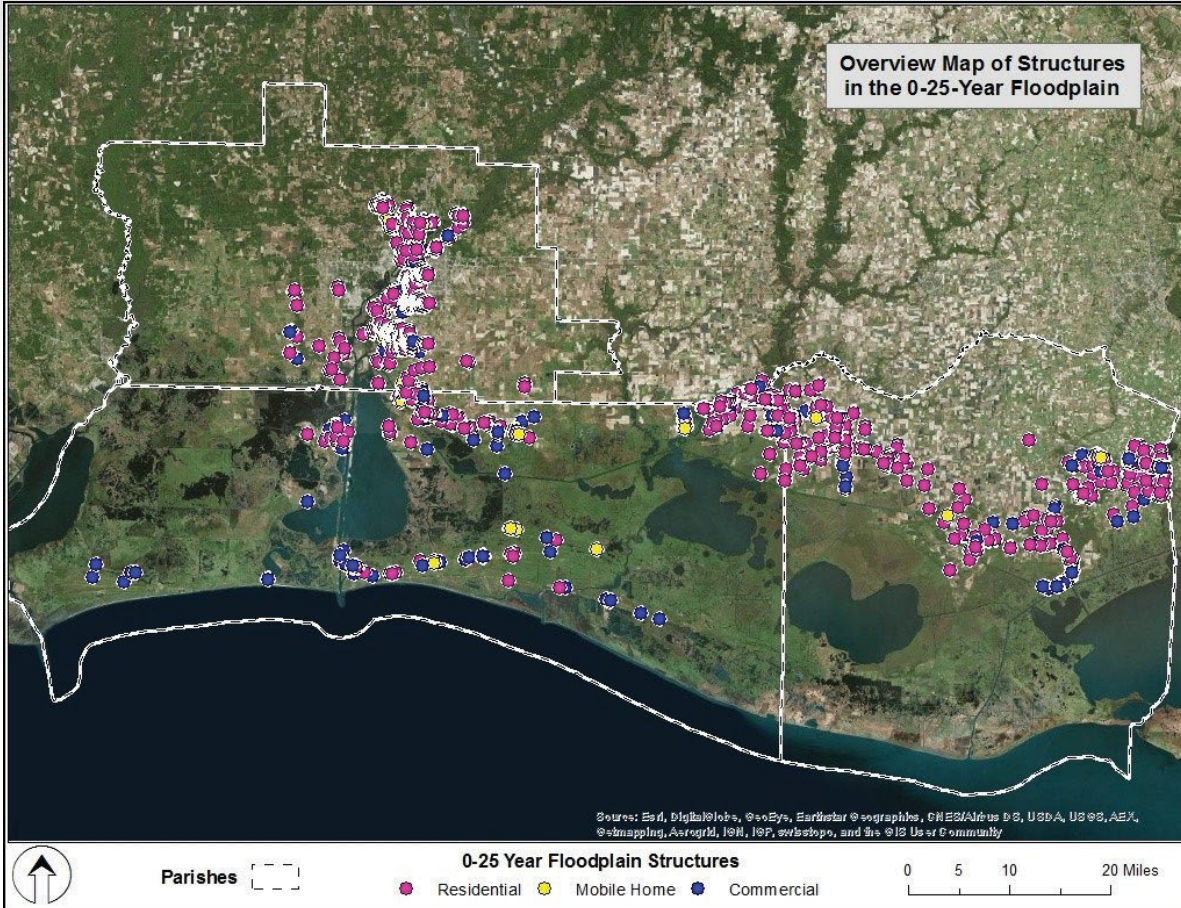 Overview Map of Structures
in the 0-25-Year Floodplain
Source: Esri, DigitalGlobe, GeoEye, Earthstar Geographics, CNES/Airbus DS, USDA, USGS, AEX,
Getmapping, Aerogrid, IGN, IGP, swisstopo, and the GIS User Community
0-25 Year Floodplain Structures
Parishes
Residential Mobile Home Commercial
0 5 10 20 Miles